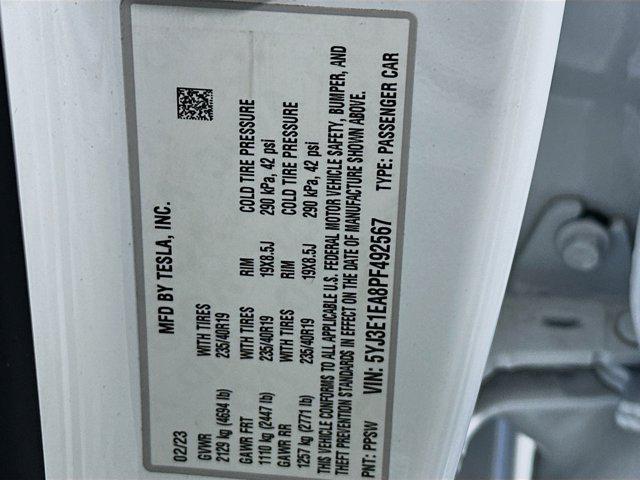 MFD BY TESLA, INC.
02/23
GVWR WITH TIRES RIM COLD TIRE PRESSURE
2129 kg (4694 lb) 235/40R19
GAWR FRT WITH TIRES RIM COLD TIRE PRESSURE
1110 kg (2447 lb) 235/40R19 19X8.5J 290 kPa, 42 psi
GAWR RR WITH TIRES RIM COLD TIRE PRESSURE
1257 kg (2771 lb) 235/40R19 19X8.5J 290 kPa, 42 psi
THIS VEHICLE CONFORMS TO ALL APPLICABLE U.S. FEDERAL MOTOR VEHICLE SAFETY, BUMPER, AND
THEFT PREVENTION STANDARDS IN EFFECT ON THE DATE OF MANUFACTURE SHOWN ABOVE.
VIN: 5YJ3E1EA8PF492567 TYPE: PASSENGER CAR
PNT: PPSW